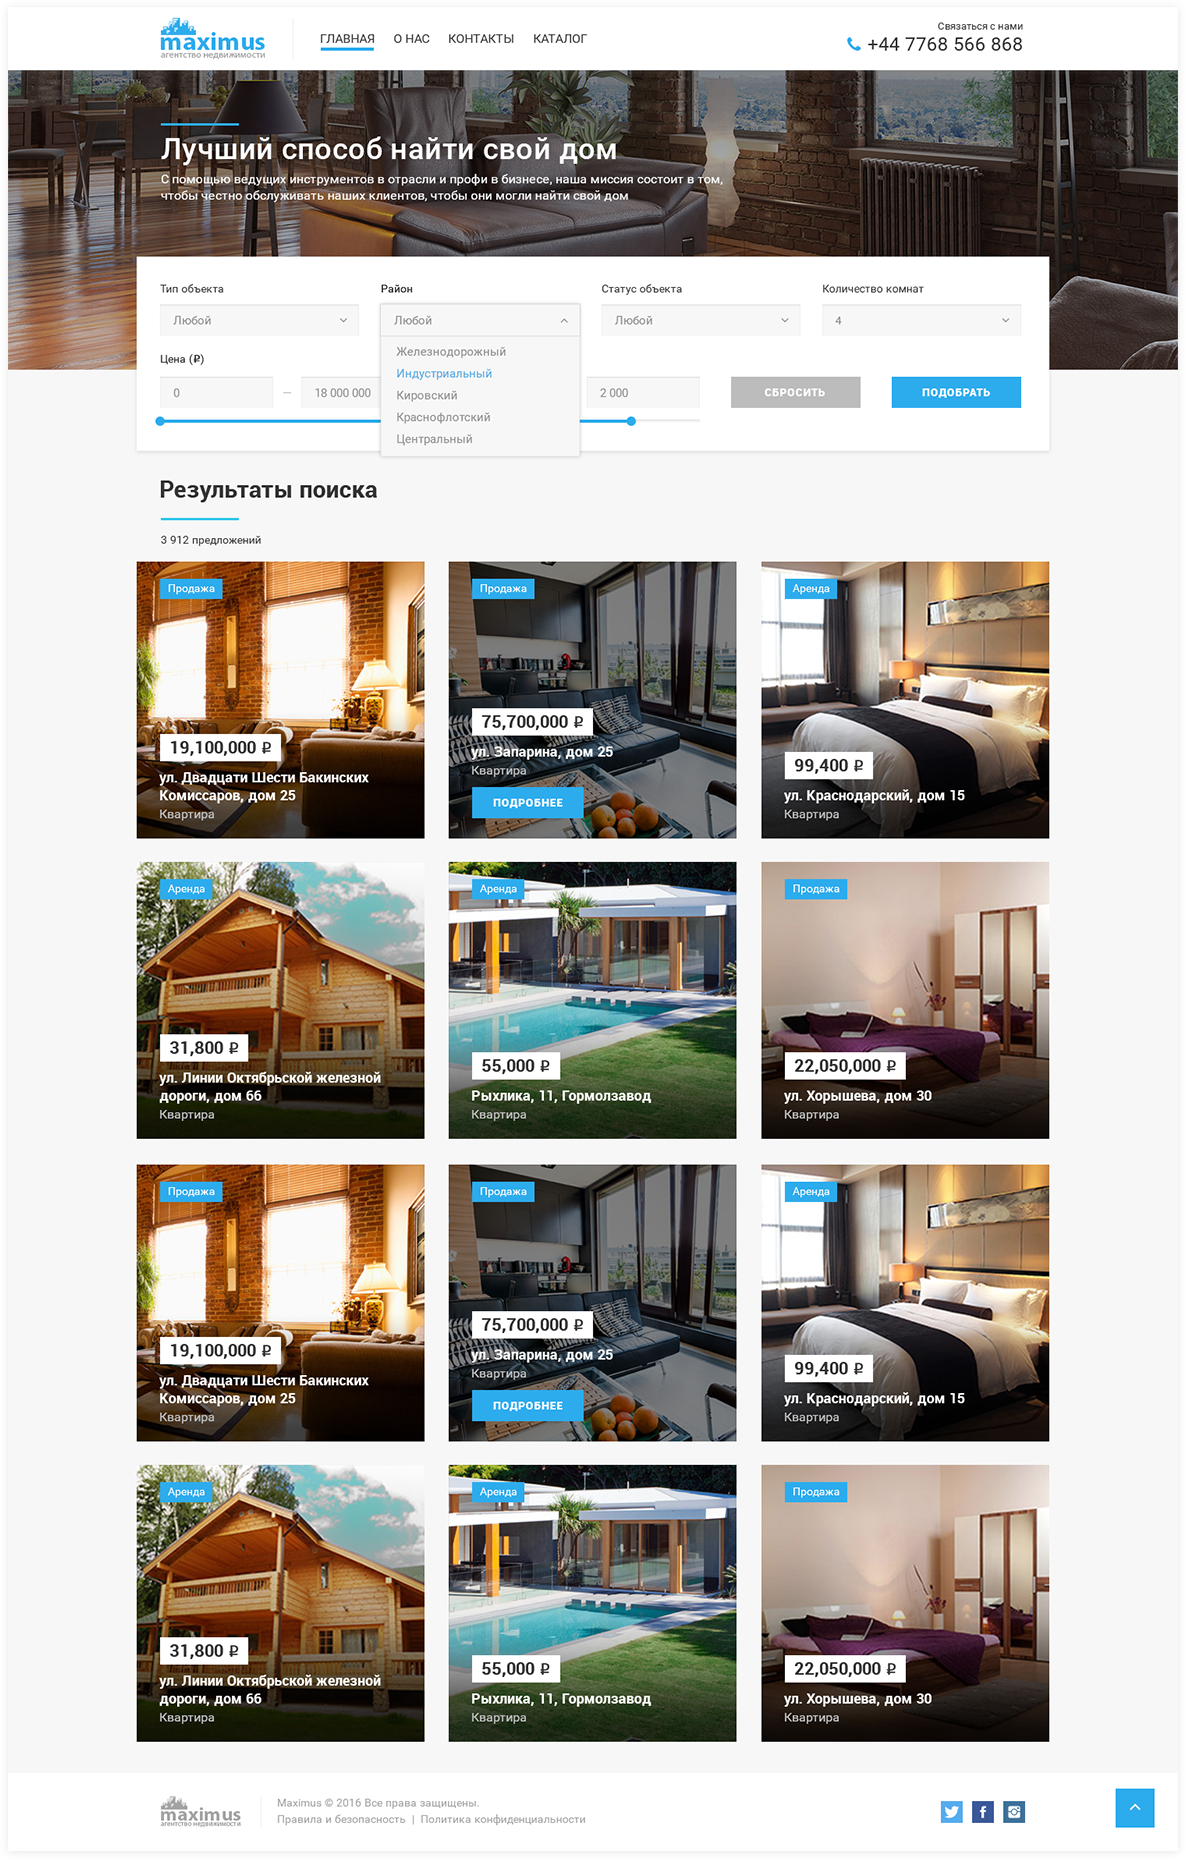 maximus
агентство недвижимости
ГЛАВНАЯ О НАС КОНТАКТЫ КАТАЛОГ
Связаться с нами
+44 7768 566 868
Лучший способ найти свой дом
С помощью ведущих инструментов в отрасли и профи в бизнесе, наша миссия состоит в том,
чтобы честно обслуживать наших клиентов, чтобы они могли найти свой дом
Тип объекта Район Статус объекта Количество комнат
Любой Любой Любой 4
Железнодорожный
Индустриальный
Кировский
Краснофлотский
Центральный
Цена (₽)
0 — 18 000 000 2 000 СБРОСИТЬ ПОДОБРАТЬ
Результаты поиска
3 912 предложений
Продажа
19,100,000 ₽
ул. Двадцати Шести Бакинских
Комиссаров, дом 25
Квартира
Продажа
75,700,000 ₽
ул. Запарина, дом 25
Квартира
ПОДРОБНЕЕ
Аренда
99,400 ₽
ул. Краснодарский, дом 15
Квартира
Аренда
31,800 ₽
ул. Линии Октябрьской железной
дороги, дом 66
Квартира
Аренда
55,000 ₽
Рыхлика, 11, Гормолзавод
Квартира
Продажа
22,050,000 ₽
ул. Хорышева, дом 30
Квартира
Продажа
19,100,000 ₽
ул. Двадцати Шести Бакинских
Комиссаров, дом 25
Квартира
Продажа
75,700,000 ₽
ул. Запарина, дом 25
Квартира
ПОДРОБНЕЕ
Аренда
99,400 ₽
ул. Краснодарский, дом 15
Квартира
Аренда
31,800 ₽
ул. Линии Октябрьской железной
дороги, дом 66
Квартира
Аренда
55,000 ₽
Рыхлика, 11, Гормолзавод
Квартира
Продажа
22,050,000 ₽
ул. Хорышева, дом 30
Квартира
maximus
агентство недвижимости
Maximus © 2016 Все права защищены.
Правила и безопасность | Политика конфиденциальности